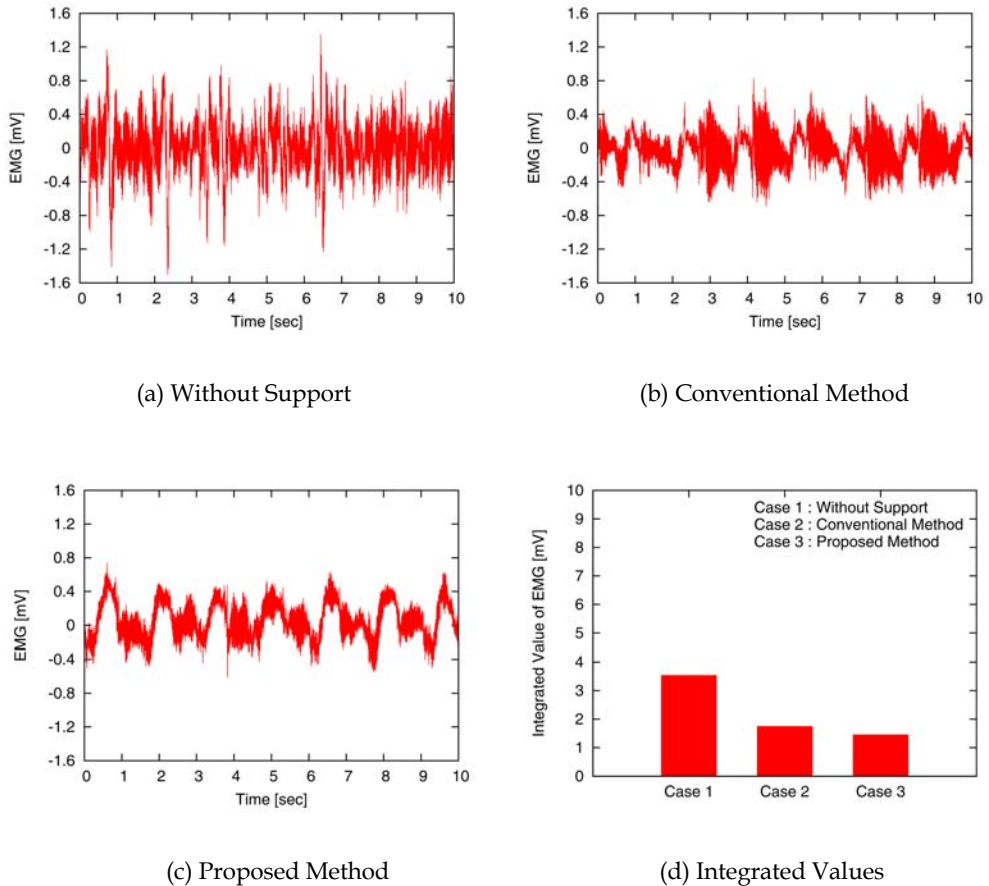 1.6
1.2
0.8
0.4
0
-0.4
-0.8
-1.2
-1.6
EMG [mV]
0 1 2 3 4 5 6 7 8 9 10
Time [sec]
(a) Without Support
1.6
1.2
0.8
0.4
0
-0.4
-0.8
-1.2
-1.6
EMG [mV]
0 1 2 3 4 5 6 7 8 9 10
Time [sec]
(b) Conventional Method
1.6
1.2
0.8
0.4
0
-0.4
-0.8
-1.2
-1.6
EMG [mV]
0 1 2 3 4 5 6 7 8 9 10
Time [sec]
(c) Proposed Method
10
9
8
7
6
5
4
3
2
1
0
Integrated Value of EMG [mV]
Case 1 : Without Support
Case 2 : Conventional Method
Case 3 : Proposed Method
Case 1 Case 2 Case 3
(d) Integrated Values